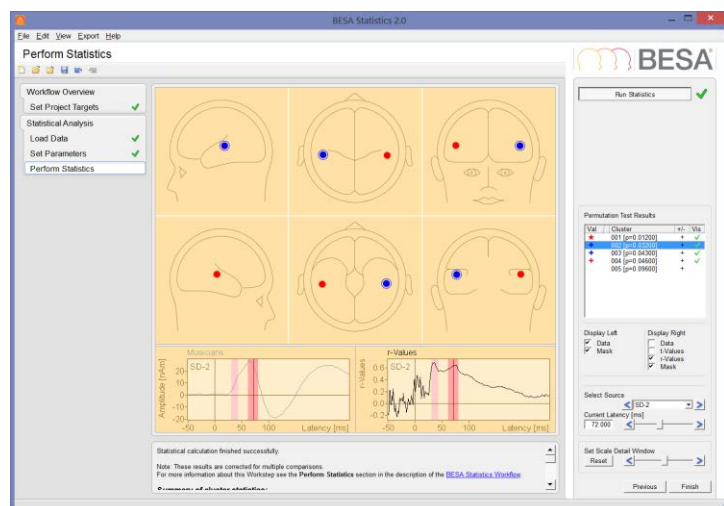 BESA Statistics 2.0
File Edit View Export Help
Perform Statistics
BESA
Workflow Overview
Set Project Targets
Statistical Analysis
Load Data
Set Parameters
Perform Statistics
Run Statistics
Permutation Test Results
Val Cluster +/- Vis
001 [p=0.01200] +
002 [p=0.03200] +
003 [p=0.04300] +
004 [p=0.04600] +
005 [p=0.09600] +
Display Left
Data
Mask
Display Right
Data
t-Values
r-Values
Mask
Select Source
SD-2
Current Latency [ms]
72.000
Set Scale Detail Window
Reset
Previous Finish
Musicians
SD-2
Amplitude [nAm]
20
10
0
-10
-20
-50 0 50 100 Latency [ms]
r-Values
SD-2
r-Values
0.6
0.4
0.2
0.0
-0.2
-50 0 50 100 Latency [ms]
Statistical calculation finished successfully.
Note: These results are corrected for multiple comparisons.
For more information about this Workstep see the Perform Statistics section in the description of the BESA Statistics Workflow.
Summary of cluster statistics: